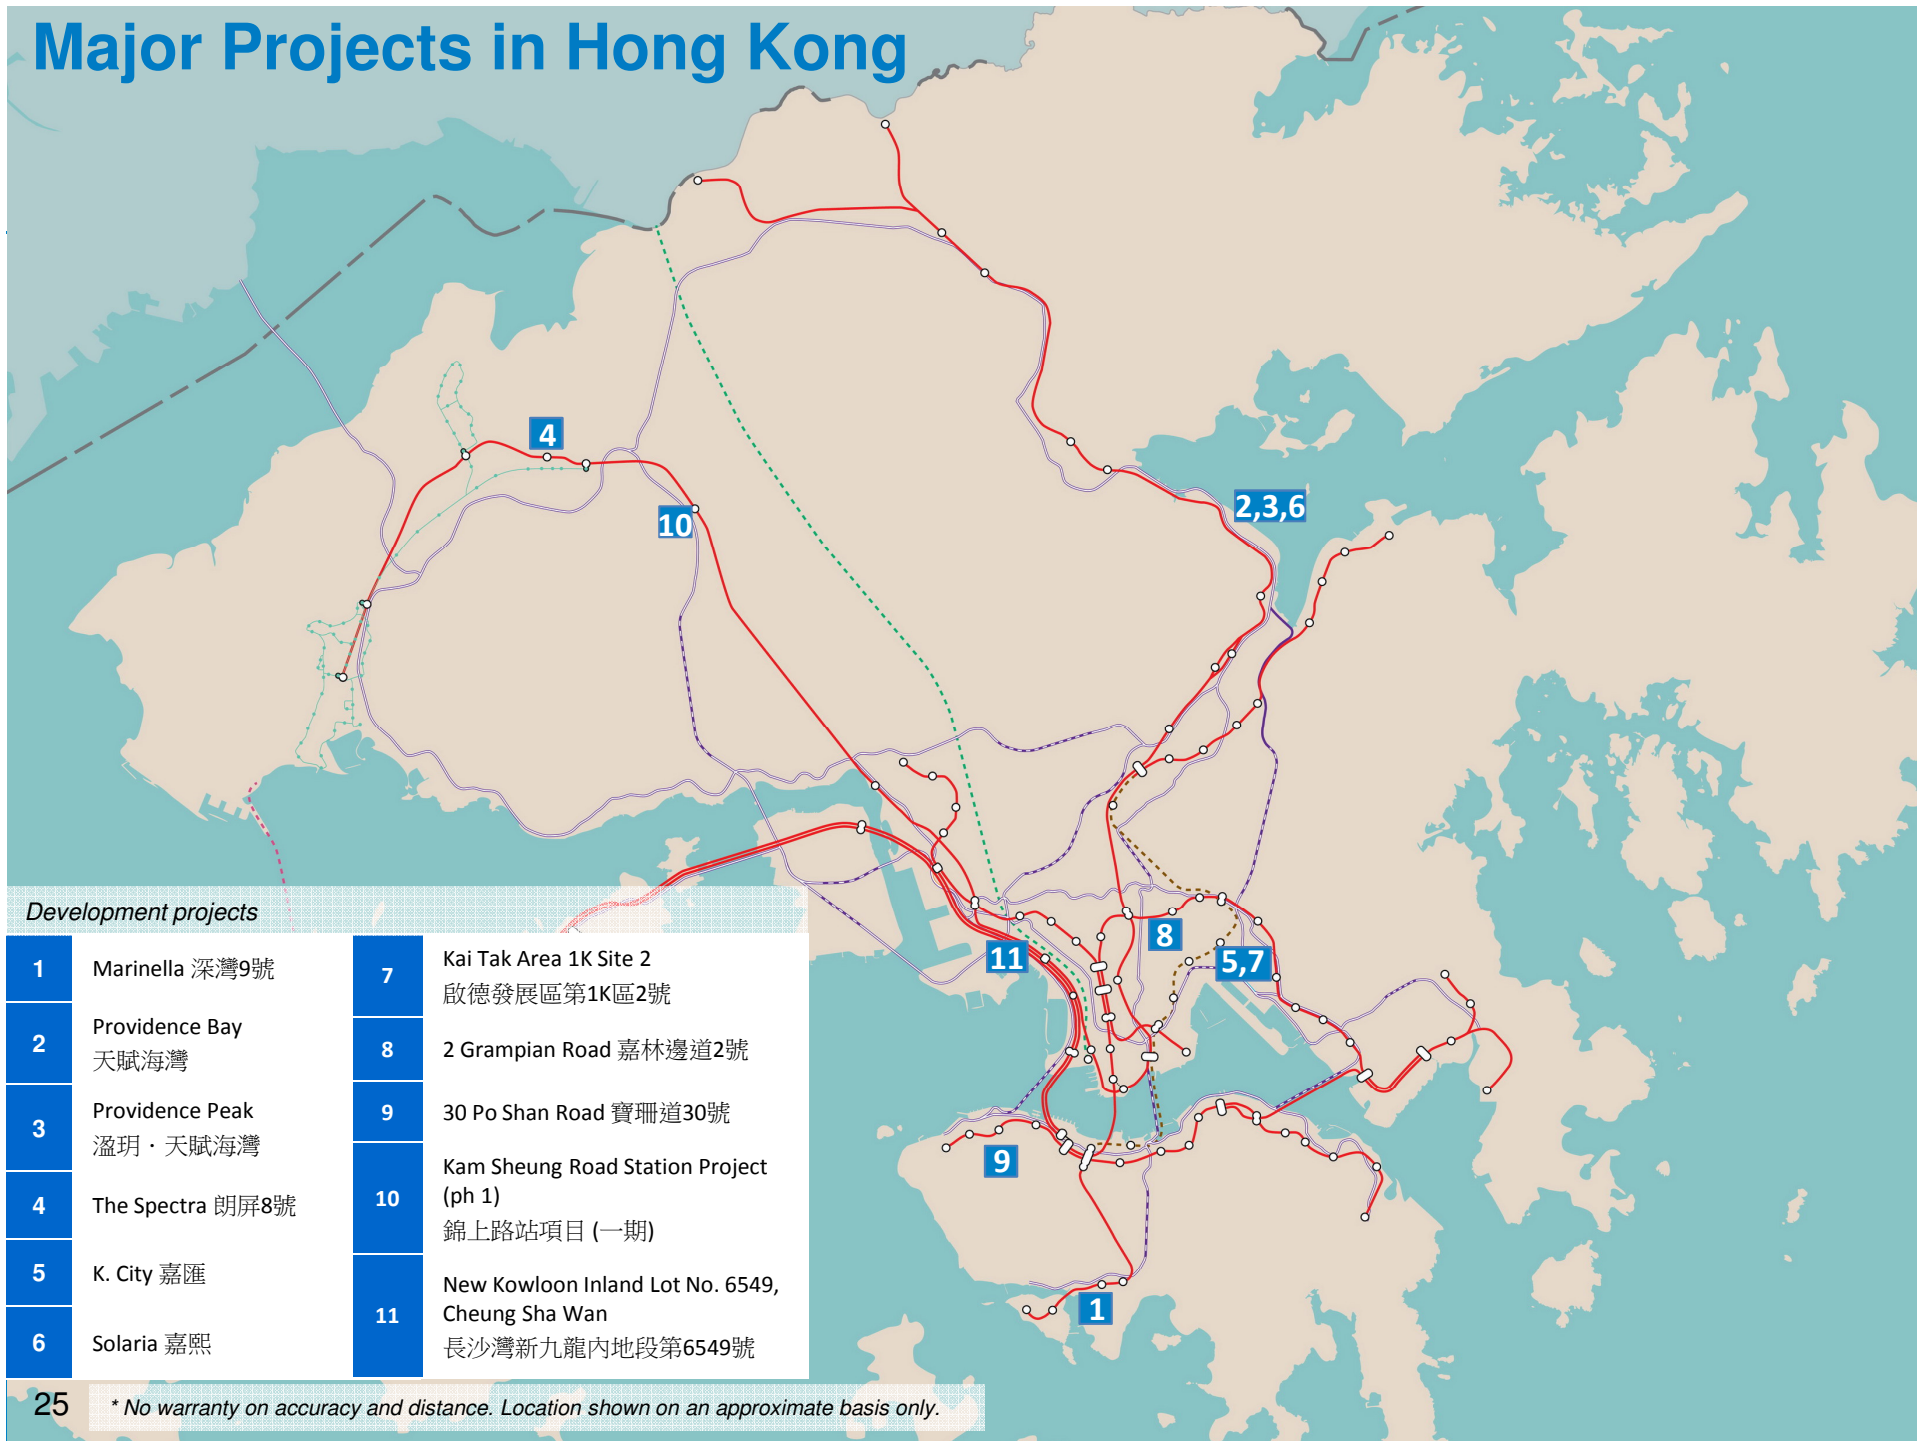 Major Projects in Hong Kong
4
10
2,3,6
8
11
5,7
9
1
Development projects
1
Marinella 深灣9號
2
Providence Bay
天賦海灣
3
Providence Peak
溋玥．天賦海灣
4
The Spectra 朗屏8號
5
K. City 嘉匯
6
Solaria 嘉熙
7
Kai Tak Area 1K Site 2
啟德發展區第1K區2號
8
2 Grampian Road 嘉林邊道2號
9
30 Po Shan Road 寶珊道30號
10
Kam Sheung Road Station Project
(ph 1)
錦上路站項目 (一期)
11
New Kowloon Inland Lot No. 6549,
Cheung Sha Wan
長沙灣新九龍內地段第6549號
25
* No warranty on accuracy and distance. Location shown on an approximate basis only.